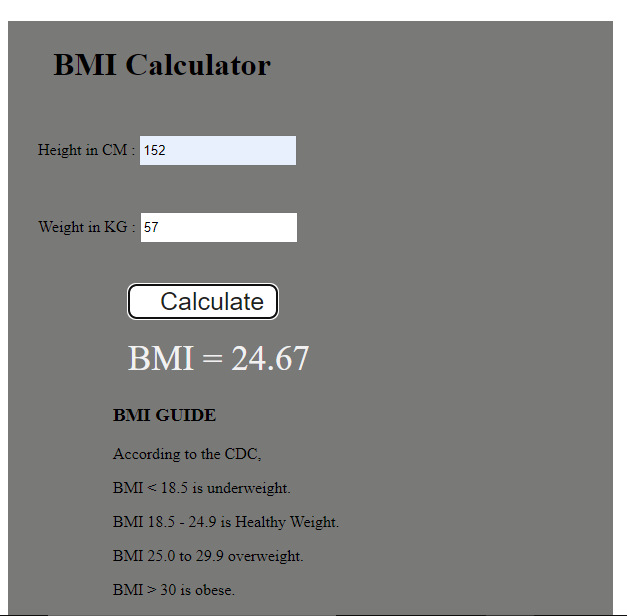 BMI Calculator
Height in CM : 152
Weight in KG : 57
Calculate
BMI = 24.67
BMI GUIDE
According to the CDC,
BMI < 18.5 is underweight.
BMI 18.5 - 24.9 is Healthy Weight.
BMI 25.0 to 29.9 overweight.
BMI > 30 is obese.